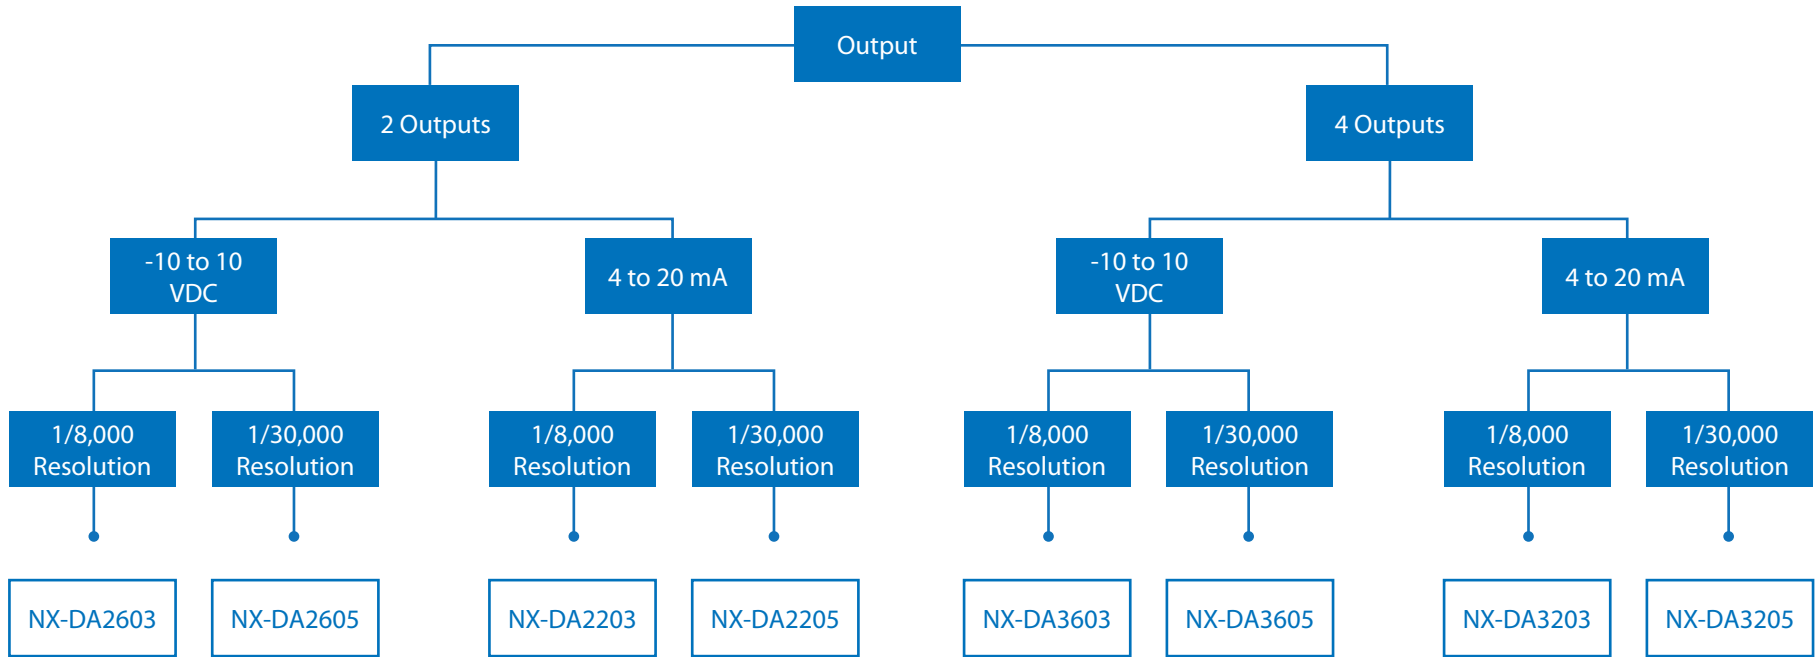 Output
2 Outputs
4 Outputs
-10 to 10
VDC
4 to 20 mA
-10 to 10
VDC
4 to 20 mA
1/8,000
Resolution
1/30,000
Resolution
1/8,000
Resolution
1/30,000
Resolution
1/8,000
Resolution
1/30,000
Resolution
1/8,000
Resolution
1/30,000
Resolution
NX-DA2603
NX-DA2605
NX-DA2203
NX-DA2205
NX-DA3603
NX-DA3605
NX-DA3203
NX-DA3205